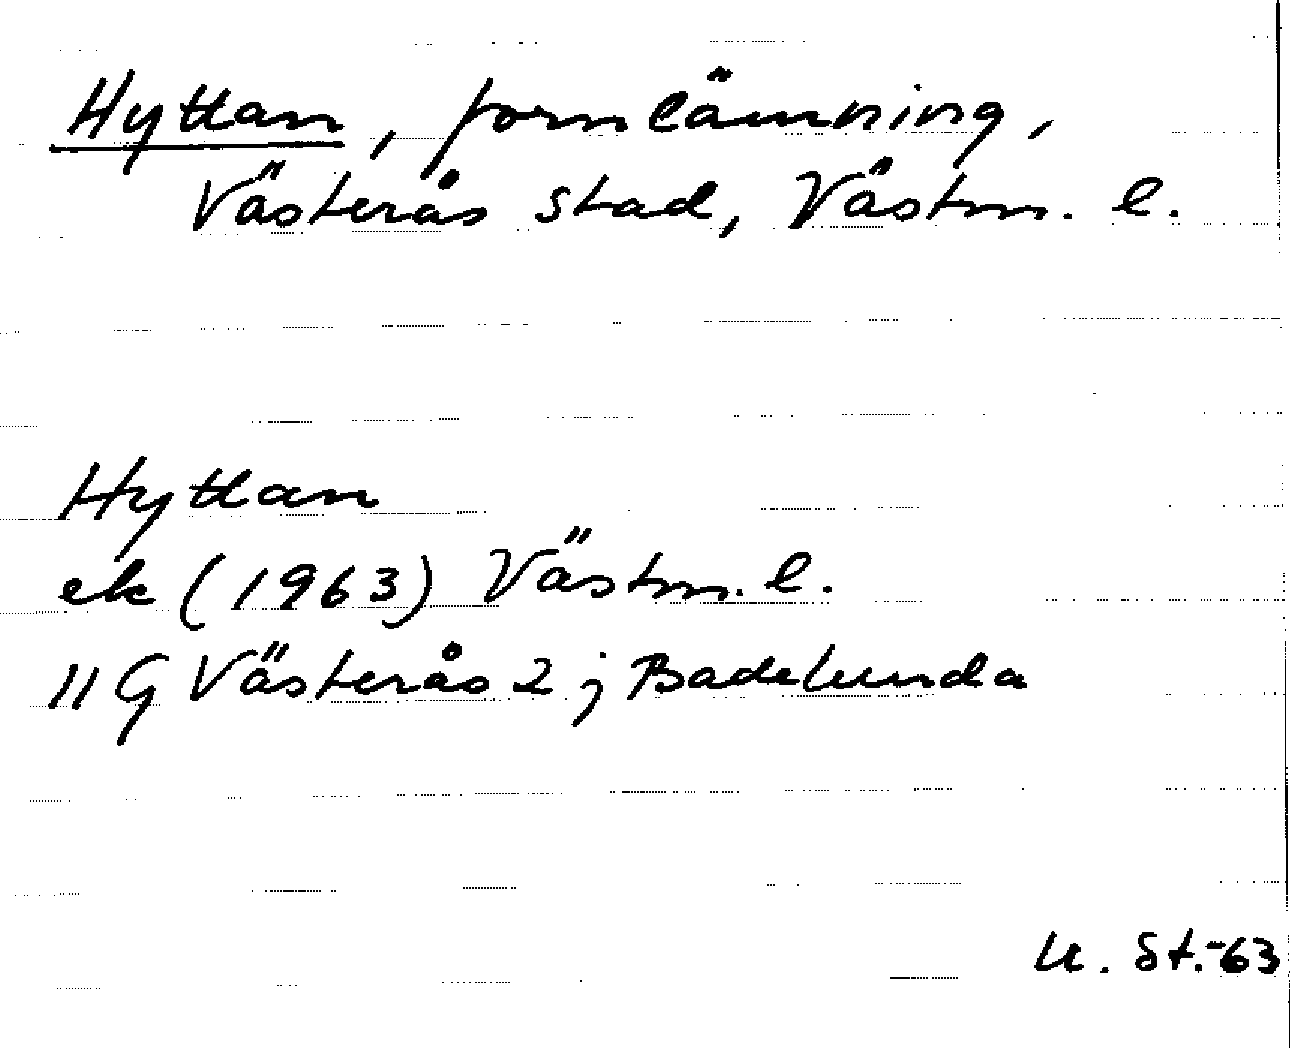 Hyttan, fornlämning,
Västerås stad, Västm. l.
Hyttan
ek (1963) Västm. l.
11 G Västerås 2 j Badelunda
U. St.-63